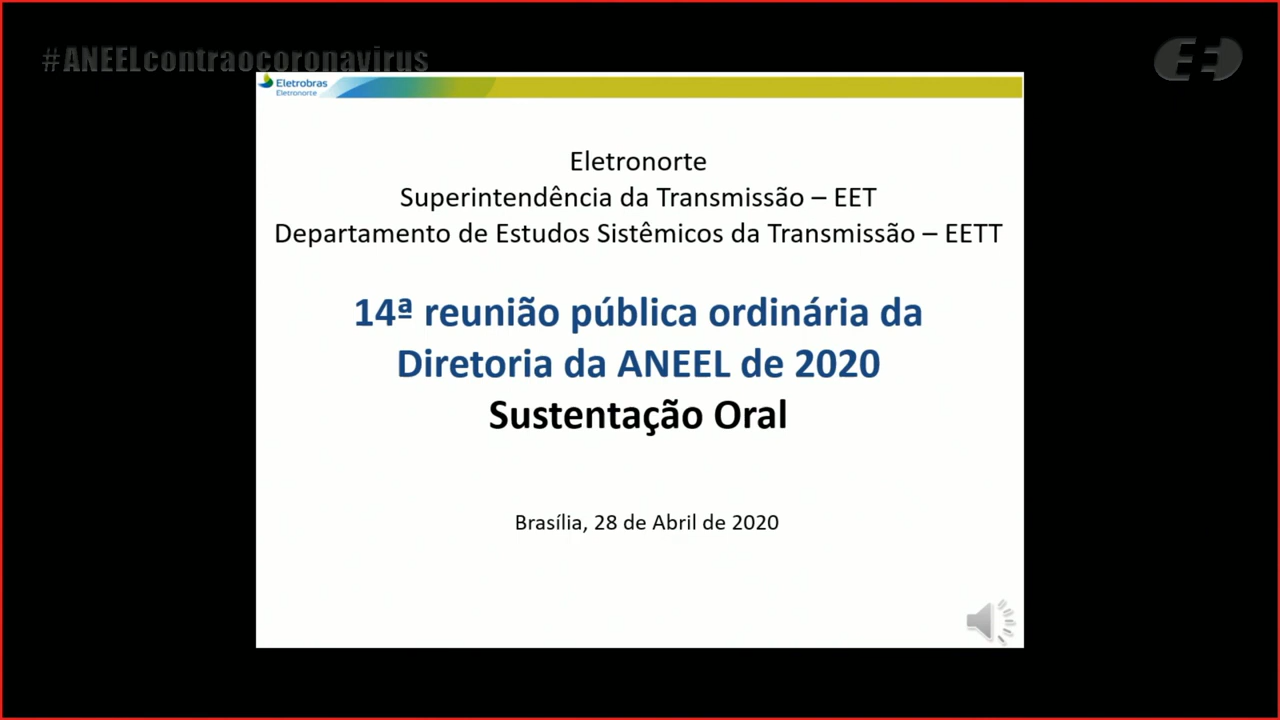 #ANEELcontraocoronavirus
Eletrobras
Eletronorte
Eletronorte
Superintendência da Transmissão – EET
Departamento de Estudos Sistêmicos da Transmissão – EETT
14ª reunião pública ordinária da
Diretoria da ANEEL de 2020
Sustentação Oral
Brasília, 28 de Abril de 2020